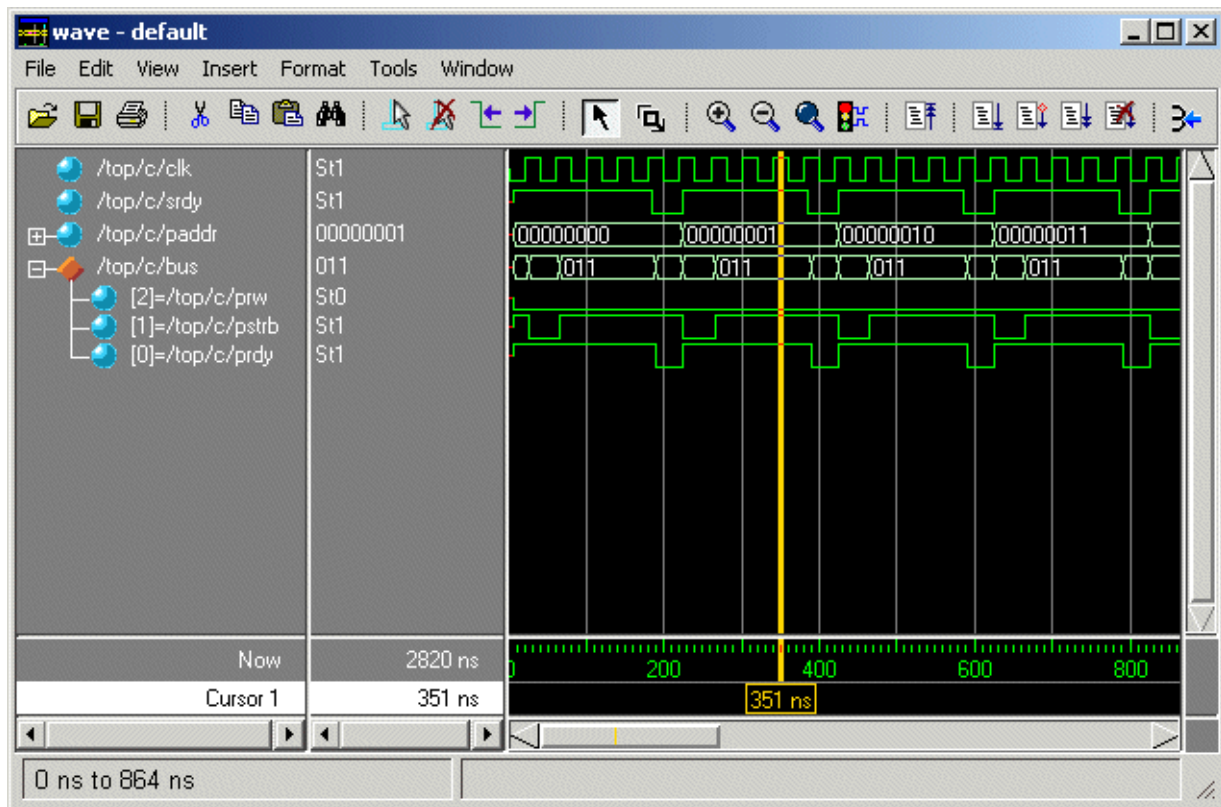 wave - default
File Edit View Insert Format Tools Window
/top/c/clk St1
/top/c/srdy St1
/top/c/paddr 00000001 00000000 00000001 00000010 00000011
/top/c/bus 011 011 011 011 011
[2]=/top/c/prw St0
[1]=/top/c/pstrb St1
[0]=/top/c/prdy St1
Now 2820 ns 200 400 600 800
Cursor 1 351 ns 351 ns
0 ns to 864 ns